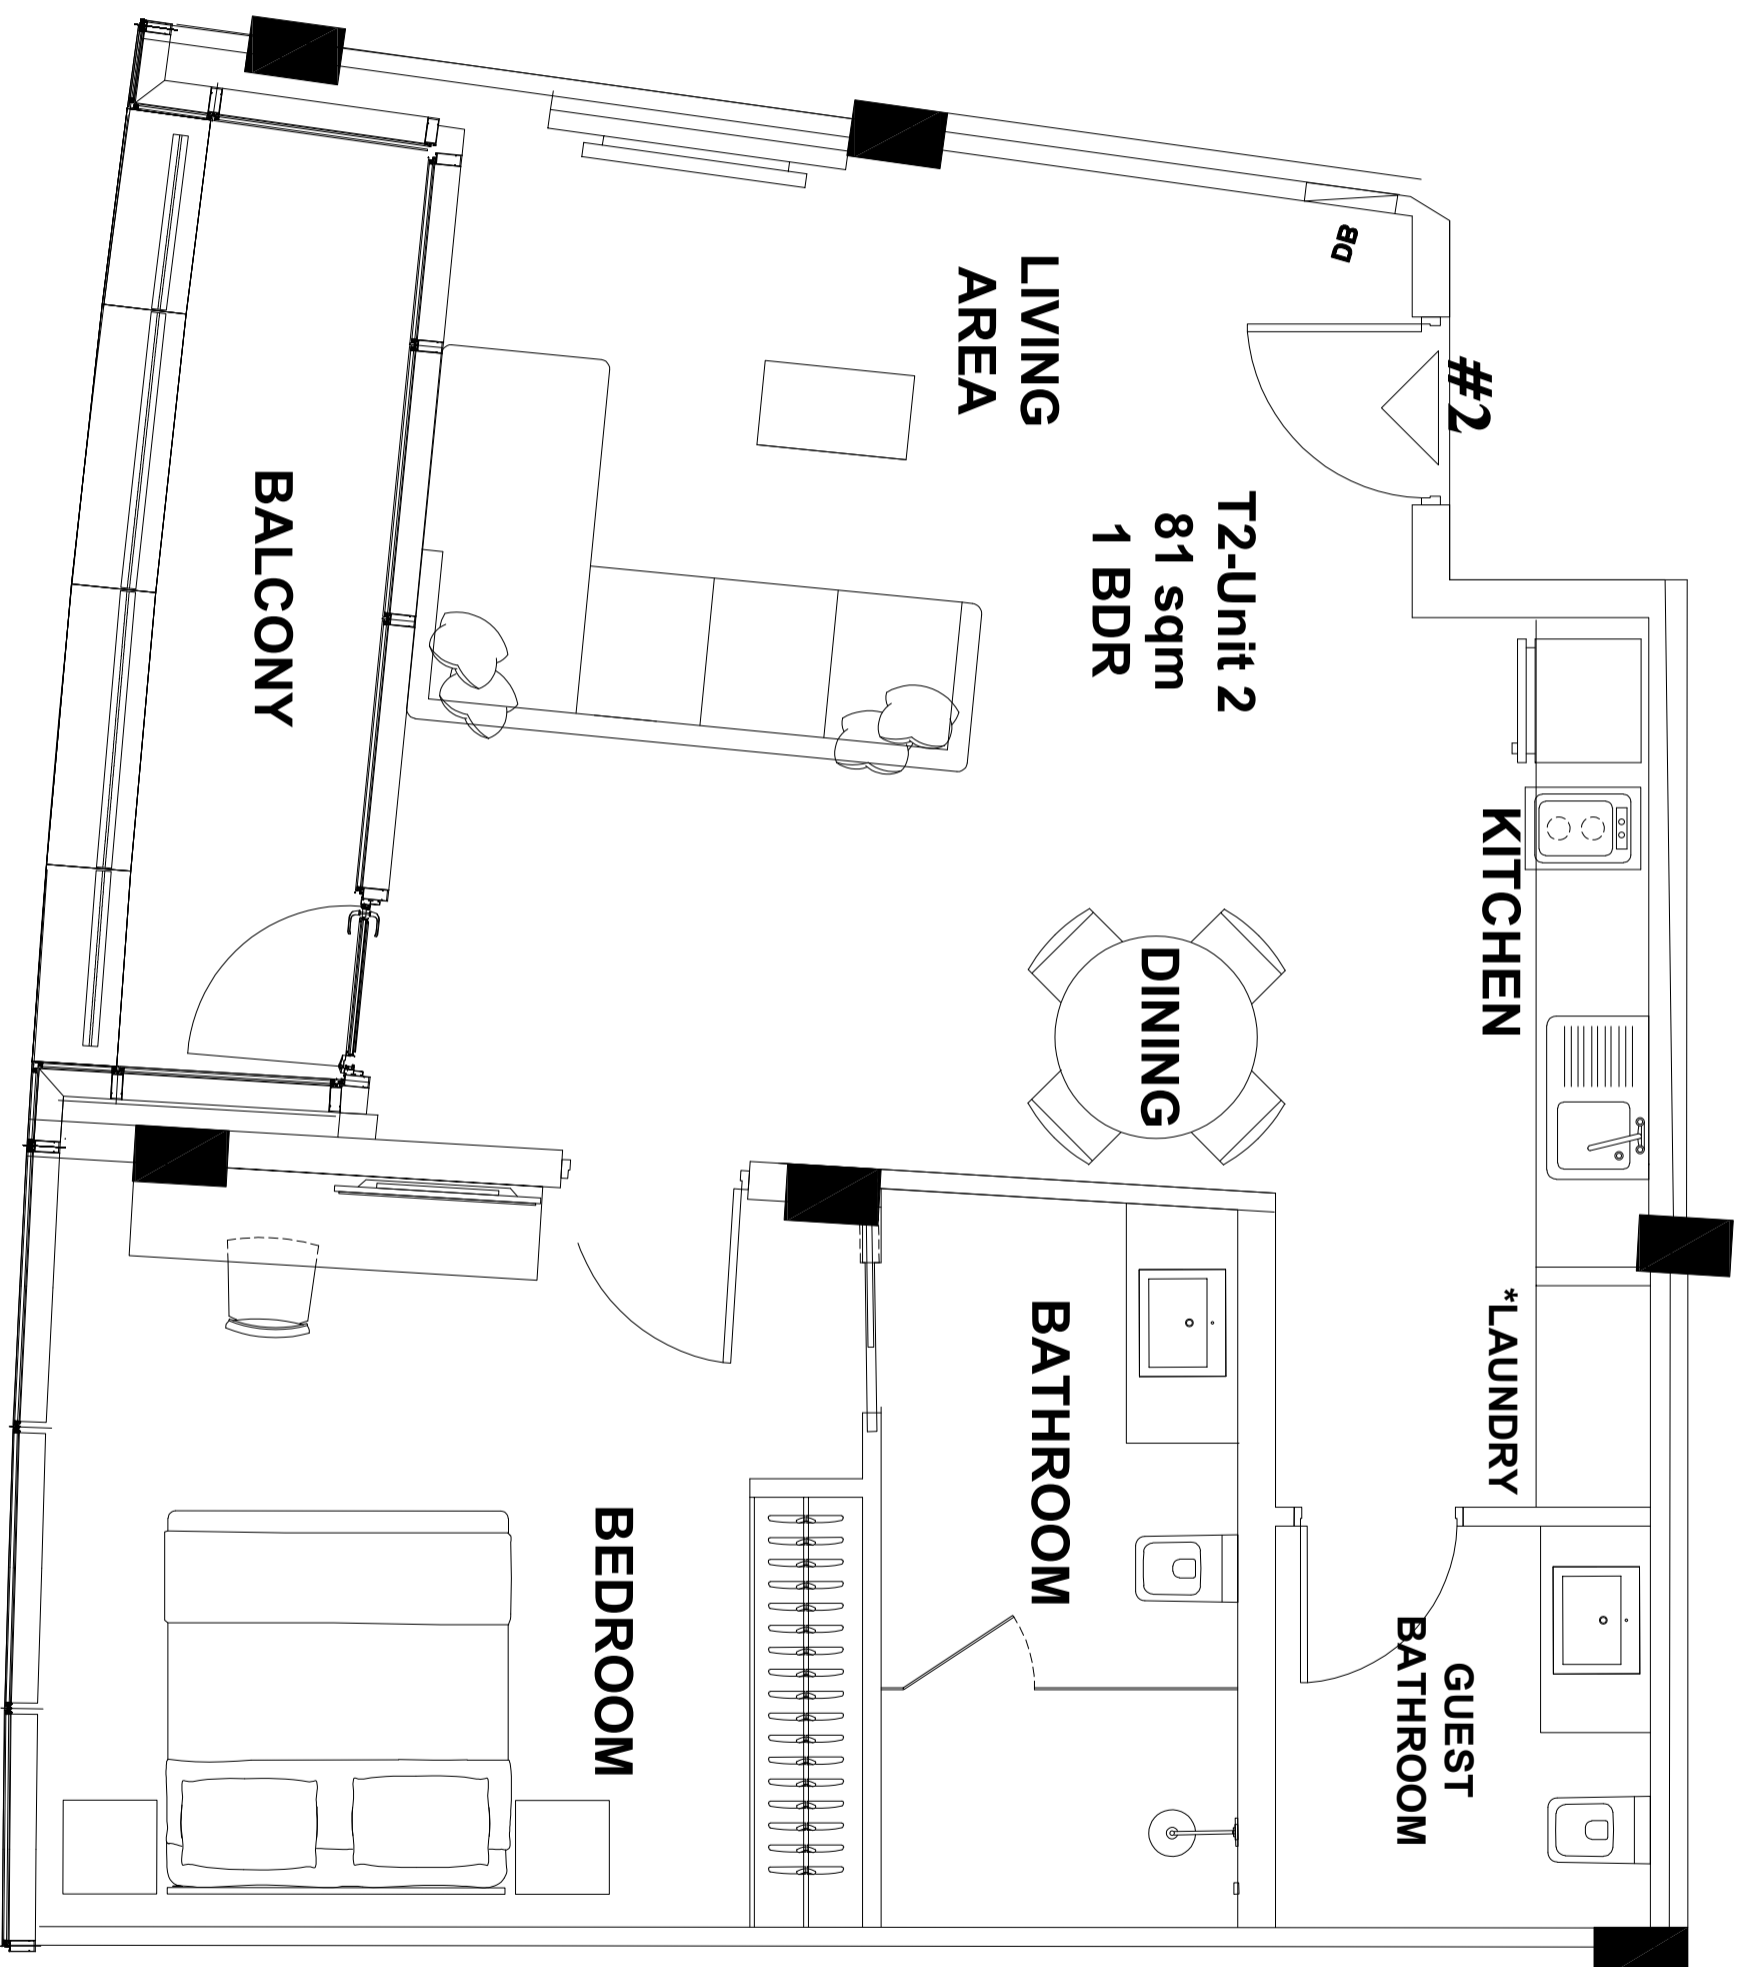 #2
DB
T2-Unit 2
81 sqm
1 BDR
LIVING
AREA
KITCHEN
DINING
BALCONY
*LAUNDRY
BATHROOM
GUEST
BATHROOM
BEDROOM